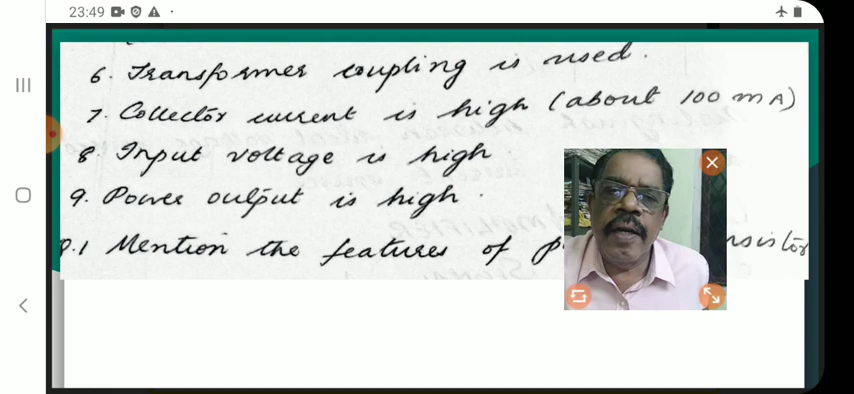 23:49
6. Transformer coupling is used.
7. Collector current is high (about 100 mA)
8. Input voltage is high.
9. Power output is high.
Q.1 Mention the features of